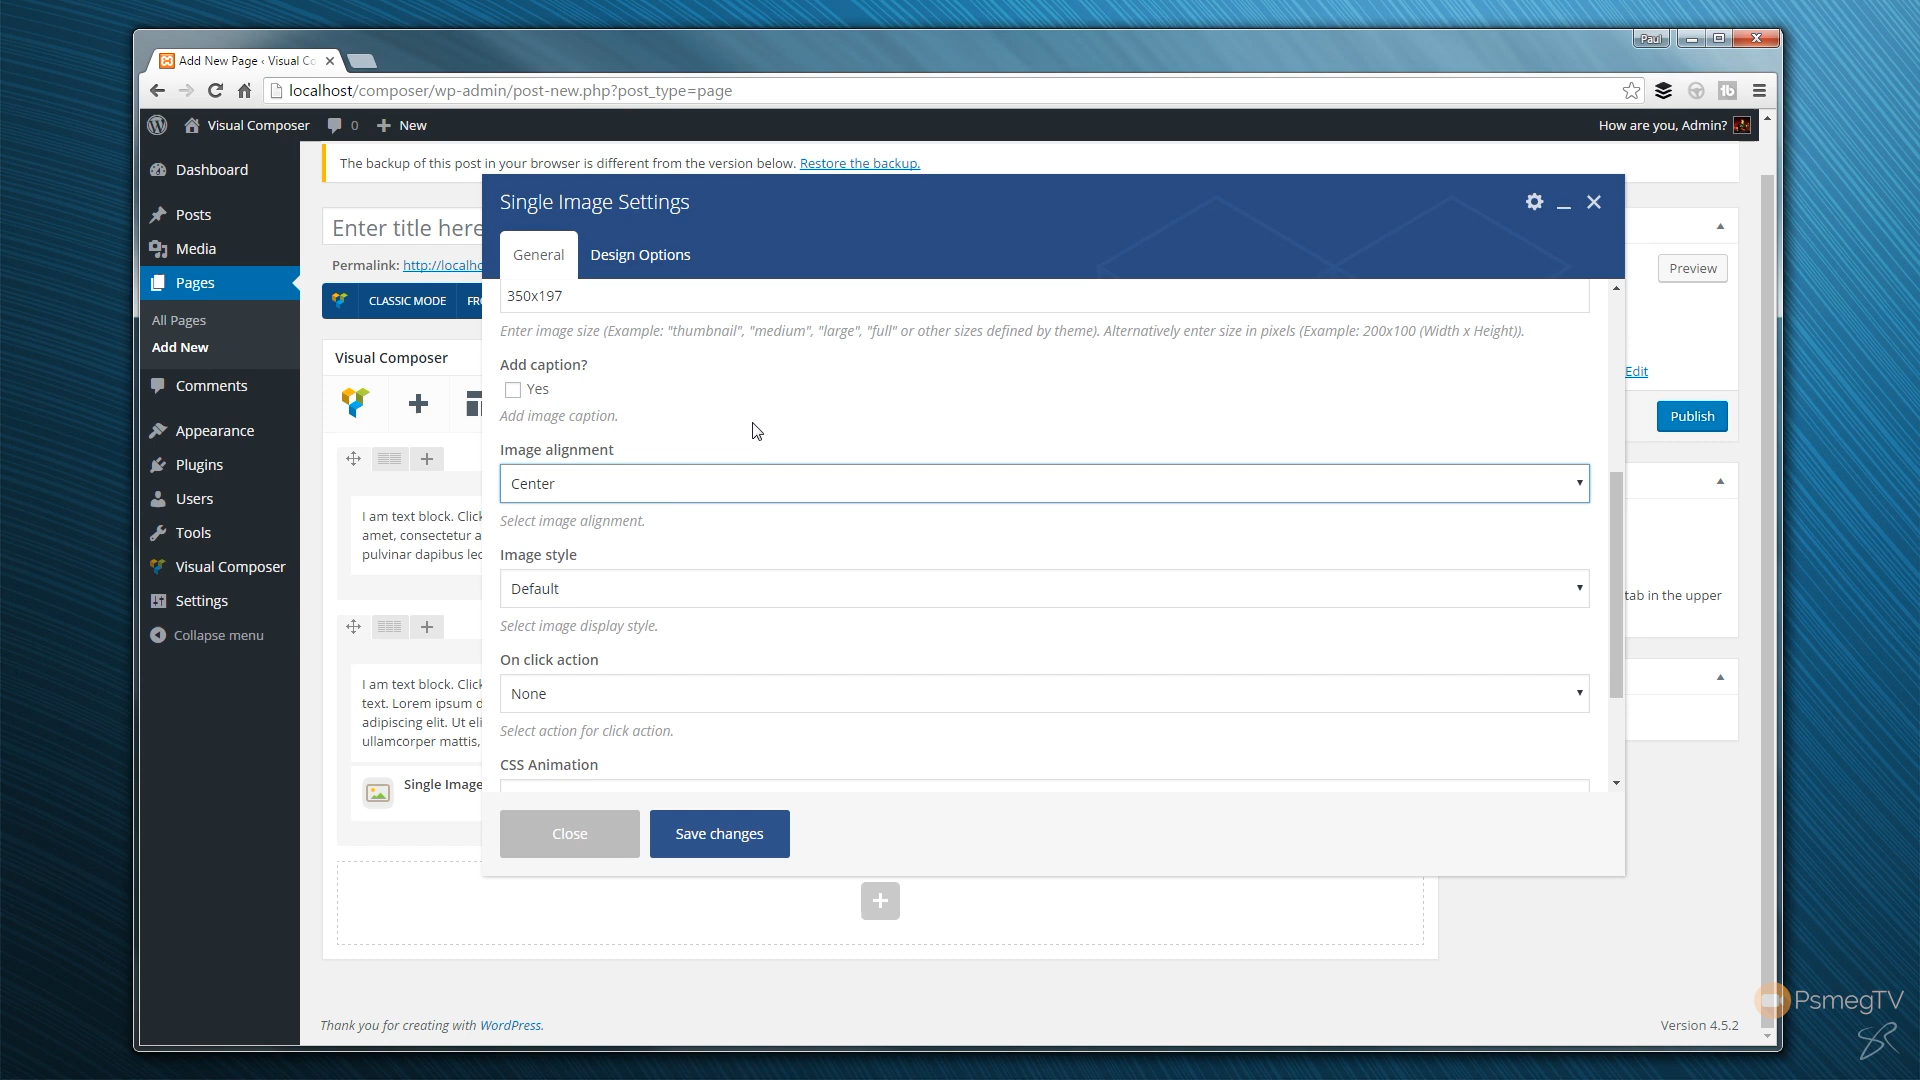 Paul
Add New Page ‹ Visual Co
localhost/composer/wp-admin/post-new.php?post_type=page
Visual Composer 0 New How are you, Admin?
Dashboard
Posts
Media
Pages
All Pages
Add New
Comments
Appearance
Plugins
Users
Tools
Visual Composer
Settings
Collapse menu
The backup of this post in your browser is different from the version below. Restore the backup.
Enter title here
Permalink: http://localho
CLASSIC MODE FR
Visual Composer
I am text block. Click
amet, consectetur a
pulvinar dapibus leo
I am text block. Click
text. Lorem ipsum d
adipiscing elit. Ut eli
ullamcorper mattis,
Single Image
Single Image Settings
General Design Options
350x197
Enter image size (Example: "thumbnail", "medium", "large", "full" or other sizes defined by theme). Alternatively enter size in pixels (Example: 200x100 (Width x Height)).
Add caption?
Yes
Add image caption.
Image alignment
Center
Select image alignment.
Image style
Default
Select image display style.
On click action
None
Select action for click action.
CSS Animation
Close Save changes
Preview
Edit
Publish
tab in the upper
Thank you for creating with WordPress.
Version 4.5.2
PsmegTV